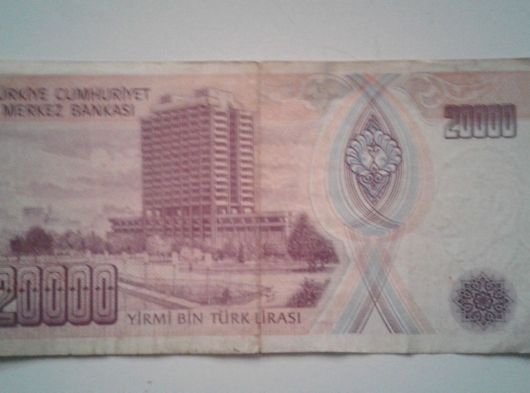 TÜRKİYE CUMHURİYET
MERKEZ BANKASI
20000
20000
YİRMİ BİN TÜRK LİRASI